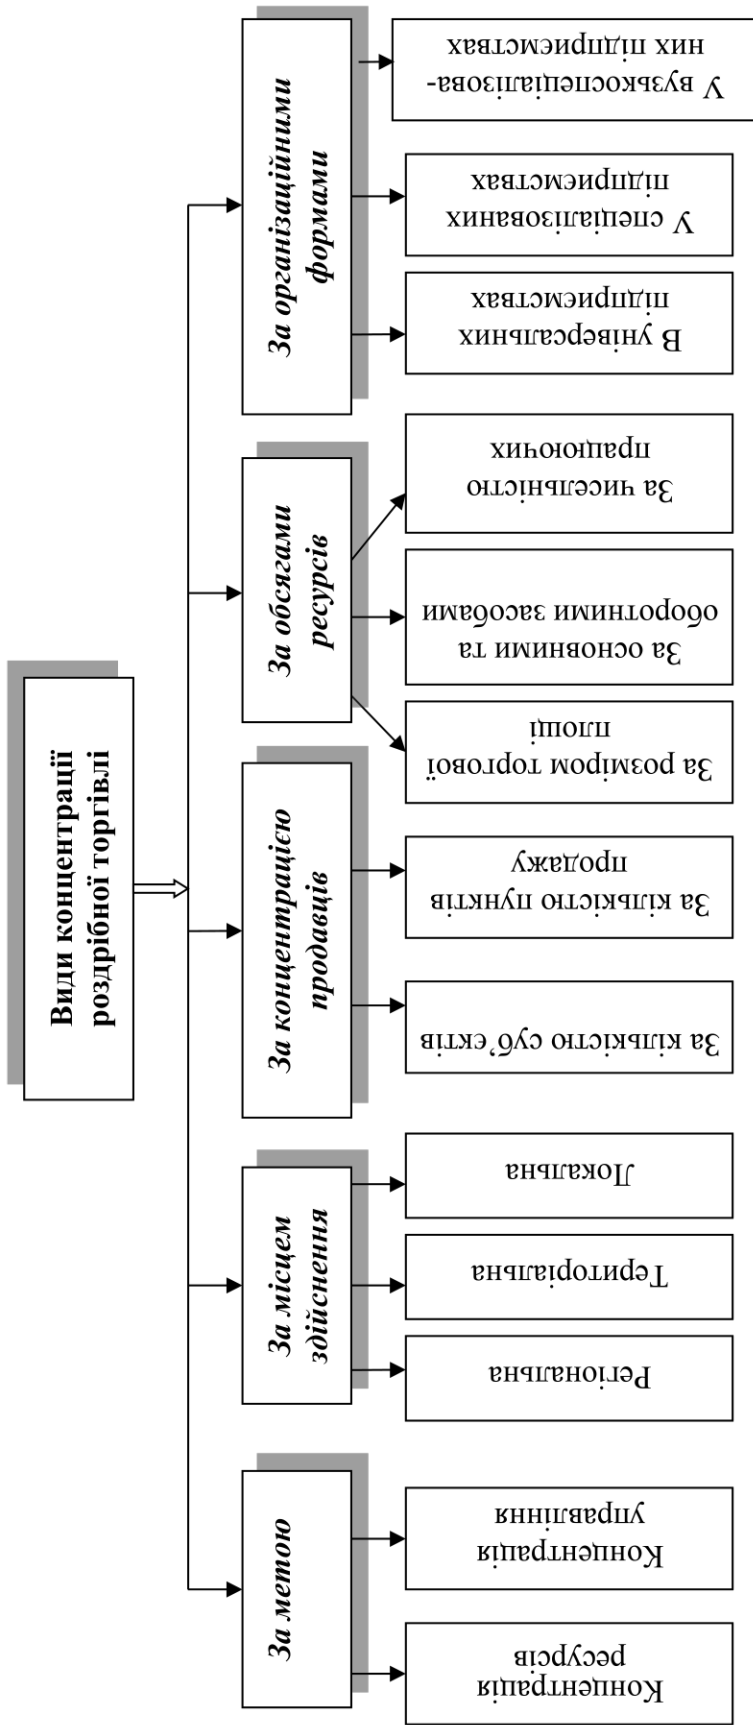 Види концентрації
роздрібної торгівлі
За метою
За місцем
здійснення
За концентрацією
продавців
За обсягами
ресурсів
За організаційними
формами
Концентрація
ресурсів
Концентрація
управління
Регіональна
Територіальна
Локальна
За кількістю суб’єктів
За кількістю пунктів
продажу
За розміром торгової
площі
За основними та
оборотними засобами
За чисельністю
працюючих
В універсальних
підприємствах
У спеціалізованих
підприємствах
У вузькоспеціалізова-
них підприємствах